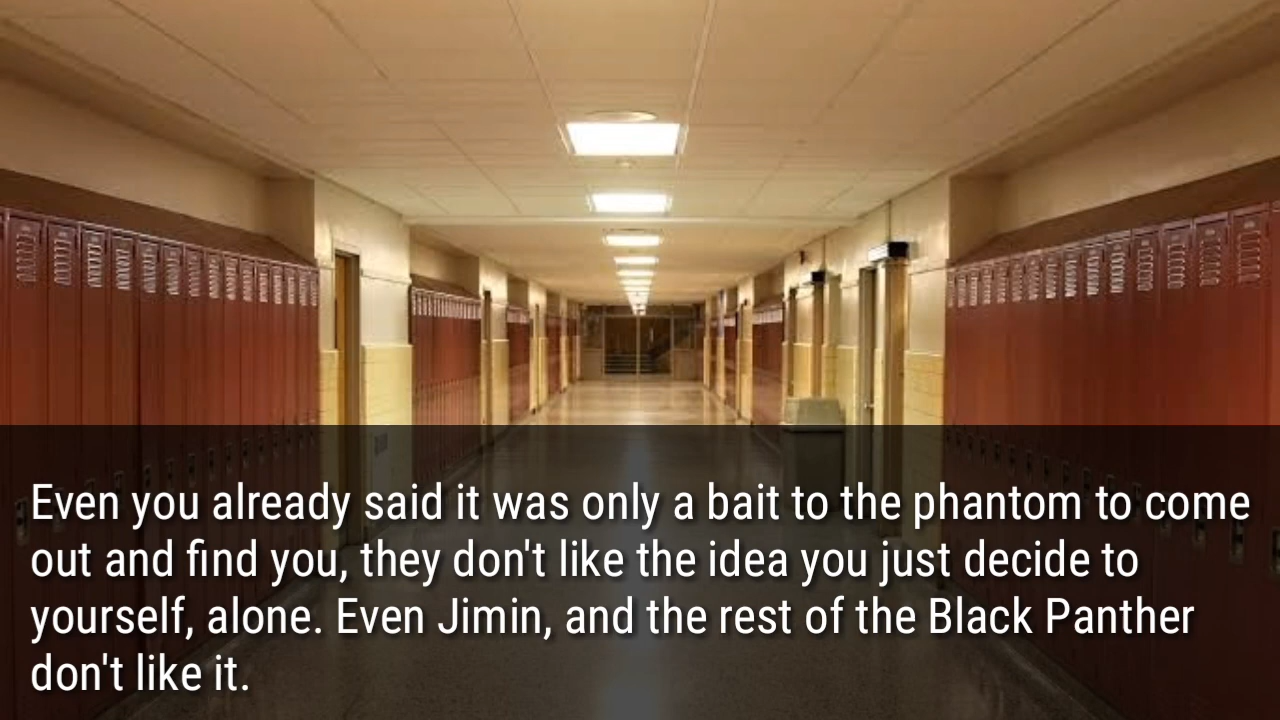 Even you already said it was only a bait to the phantom to come
out and find you, they don't like the idea you just decide to
yourself, alone. Even Jimin, and the rest of the Black Panther
don't like it.